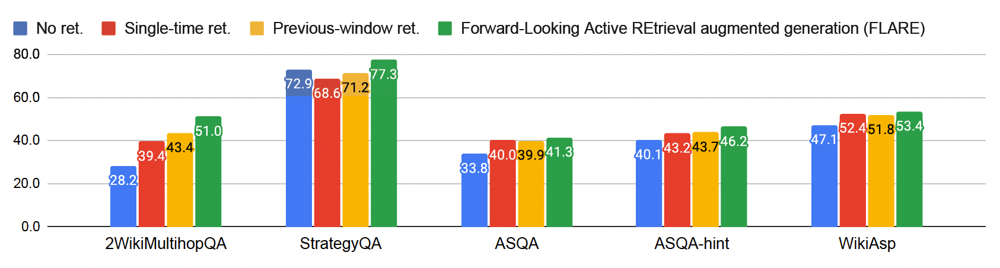 No ret. Single-time ret. Previous-window ret. Forward-Looking Active REtrieval augmented generation (FLARE)
80.0
60.0
40.0
20.0
0.0
28.2 39.4 43.4 51.0
72.9 68.6 71.2 77.3
33.8 40.0 39.9 41.3
40.1 43.2 43.7 46.2
47.1 52.4 51.8 53.4
2WikiMultihopQA StrategyQA ASQA ASQA-hint WikiAsp